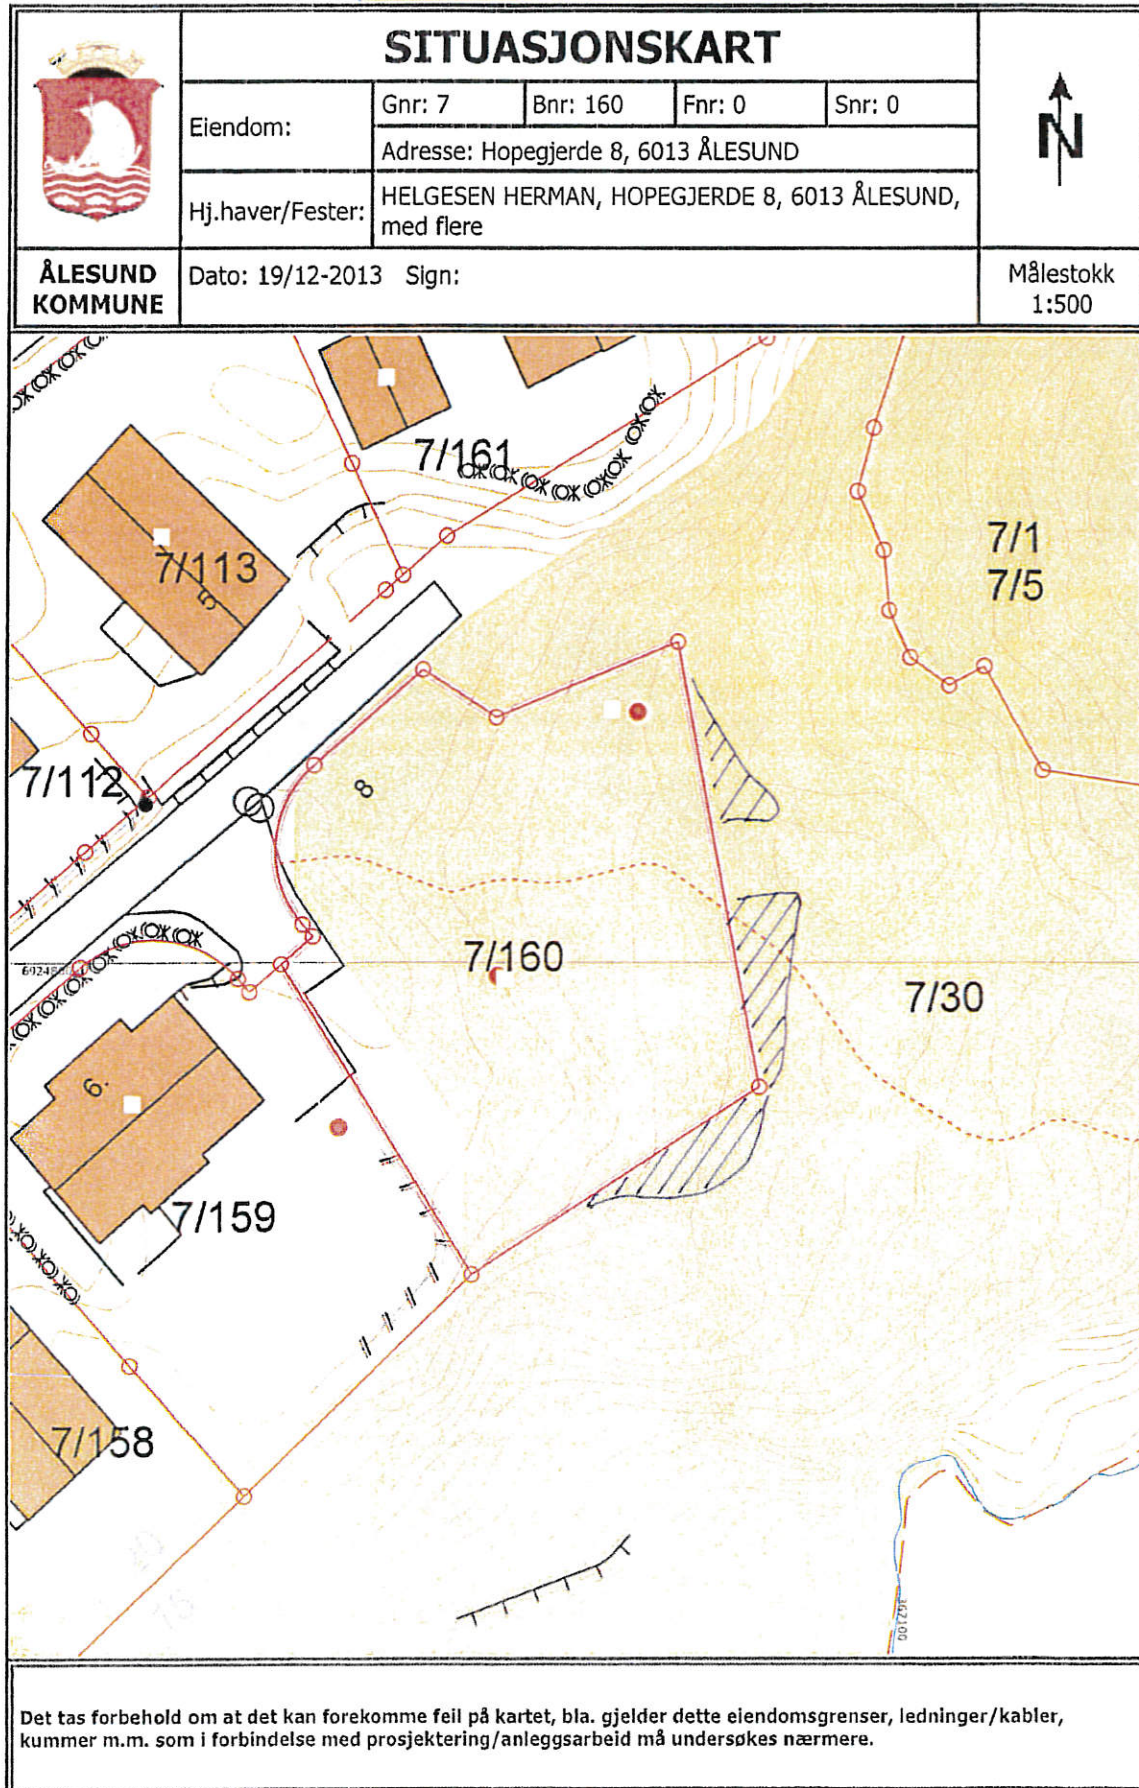 SITUASJONSKART
Eiendom:
Gnr: 7
Bnr: 160
Fnr: 0
Snr: 0
Adresse: Hopegjerde 8, 6013 ÅLESUND
Hj.haver/Fester:
HELGESEN HERMAN, HOPEGJERDE 8, 6013 ÅLESUND,
med flere
N
ÅLESUND
KOMMUNE
Dato: 19/12-2013 Sign:
Målestokk
1:500
7/161
7/113
5
7/1
7/5
7/112
8
7/160
7/30
6.
7/159
7/158
15
362100
Det tas forbehold om at det kan forekomme feil på kartet, bla. gjelder dette eiendomsgrenser, ledninger/kabler,
kummer m.m. som i forbindelse med prosjektering/anleggsarbeid må undersøkes nærmere.